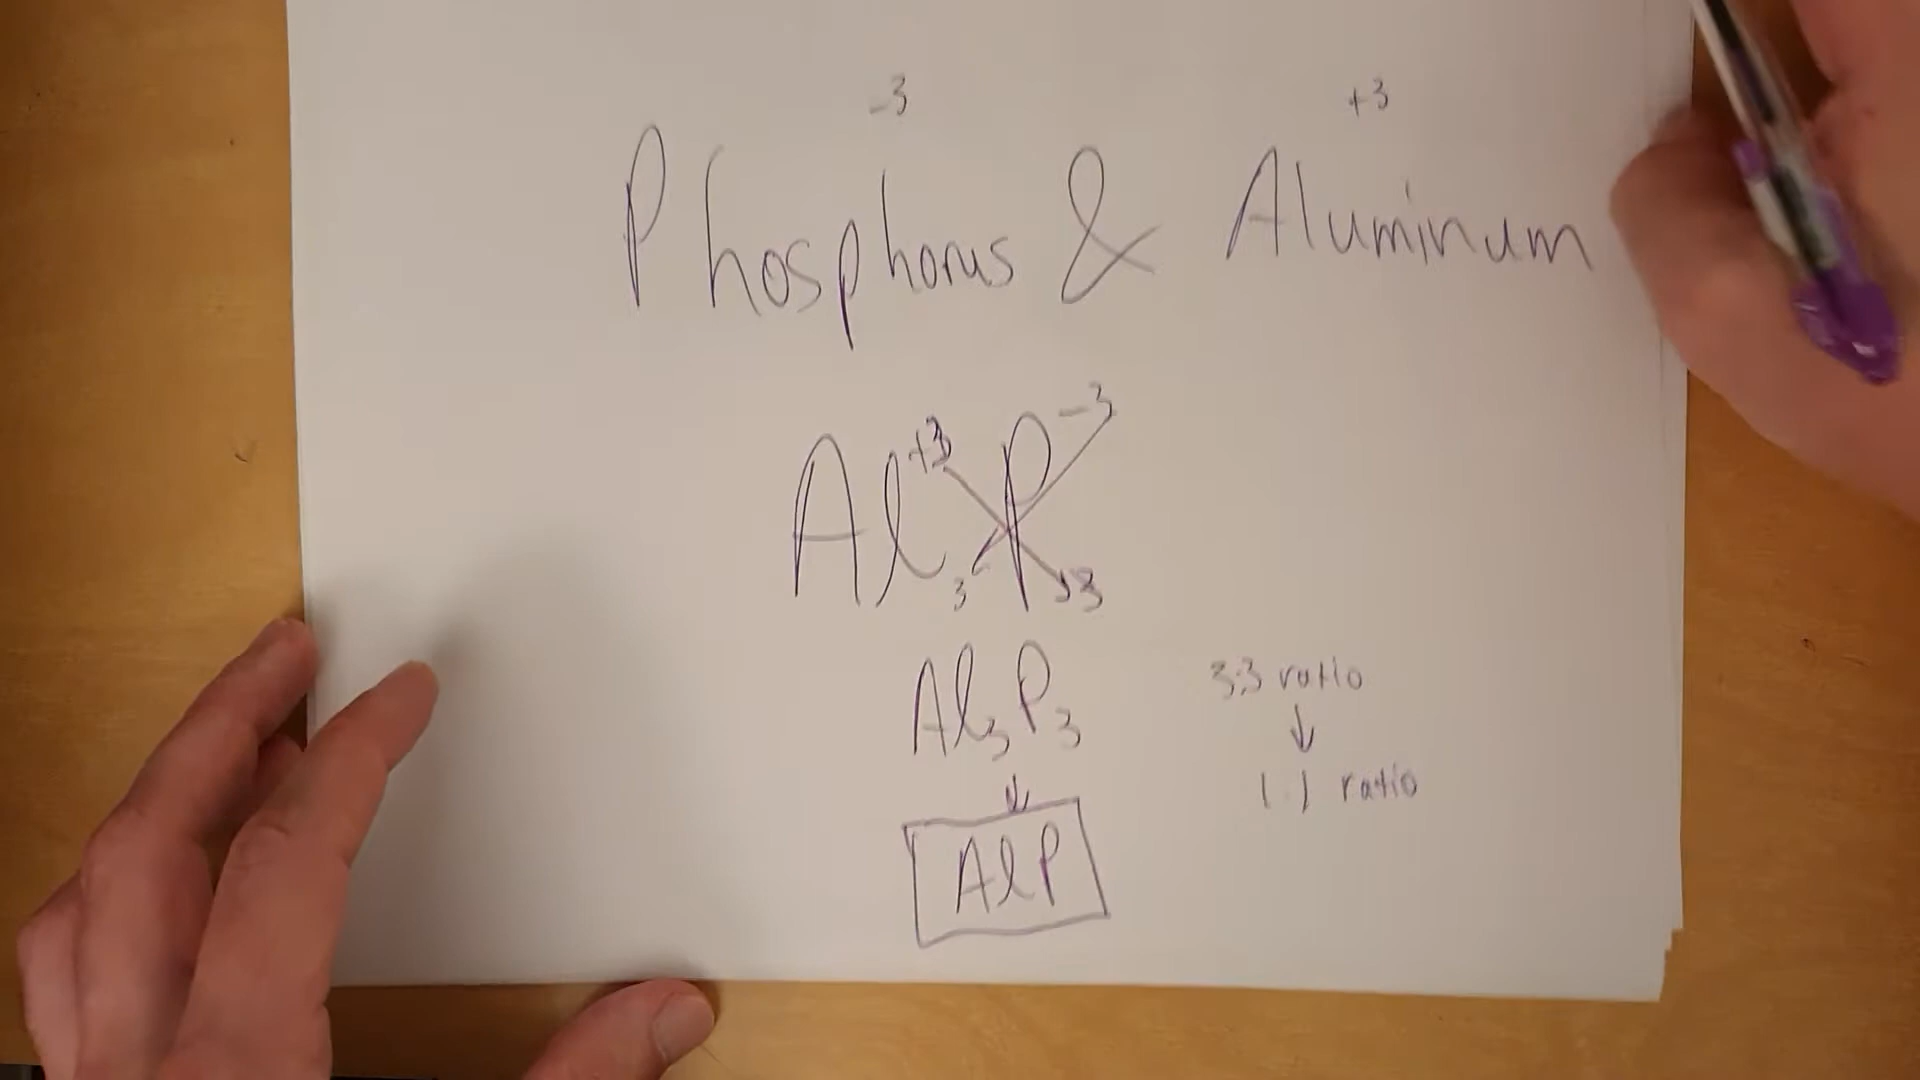 -3 +3
Phosphorus & Aluminum
Al+3 P-3
3 3
Al3P3 3:3 ratio
1:1 ratio
AlP